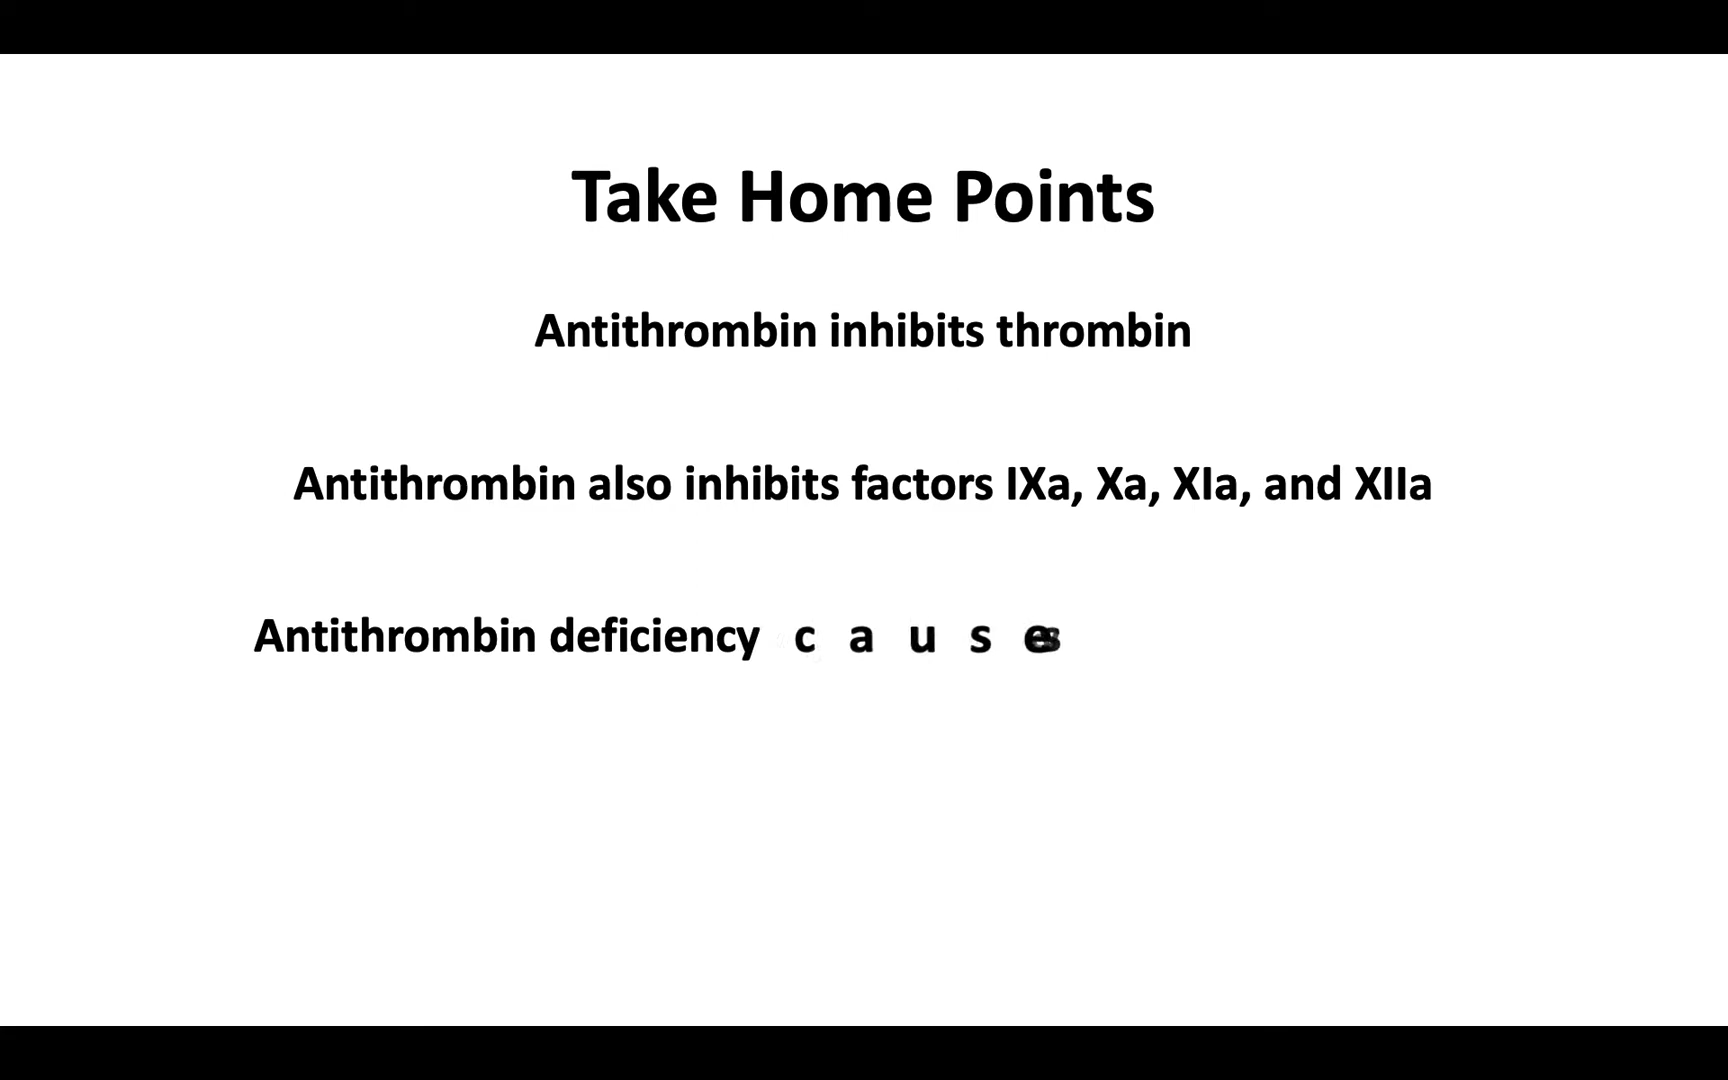 Take Home Points
Antithrombin inhibits thrombin
Antithrombin also inhibits factors IXa, Xa, XIa, and XIIa
Antithrombin deficiency causes